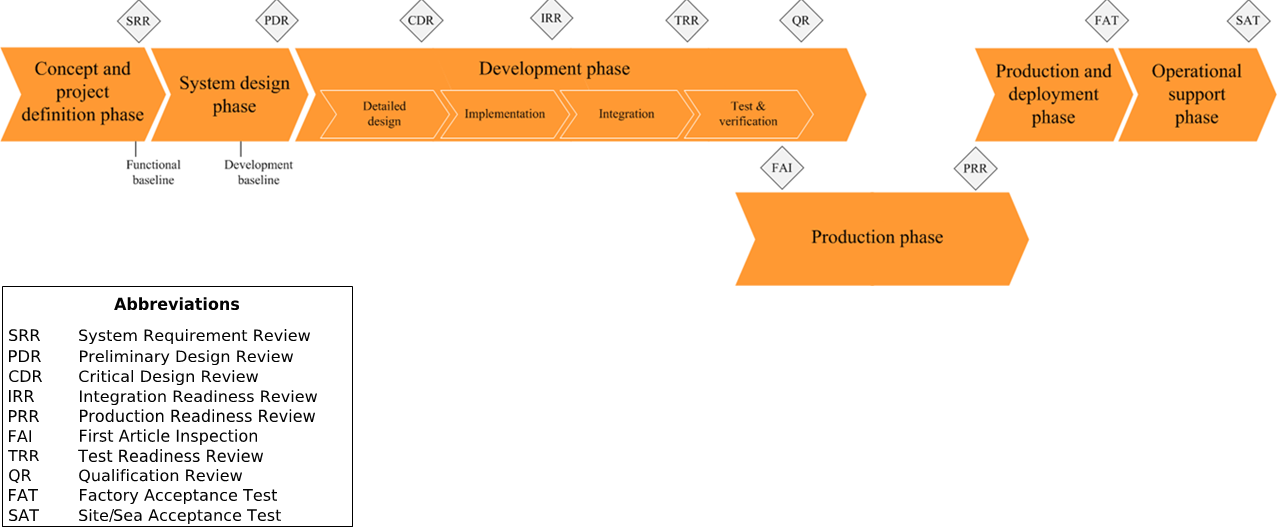 SRR
PDR
CDR
IRR
TRR
QR
FAT
SAT
Concept and
project
definition phase
System design
phase
Development phase
Detailed
design
Implementation
Integration
Test &
verification
Production and
deployment
phase
Operational
support
phase
Functional
baseline
Development
baseline
FAI
PRR
Production phase
Abbreviations
SRR System Requirement Review
PDR Preliminary Design Review
CDR Critical Design Review
IRR Integration Readiness Review
PRR Production Readiness Review
FAI First Article Inspection
TRR Test Readiness Review
QR Qualification Review
FAT Factory Acceptance Test
SAT Site/Sea Acceptance Test